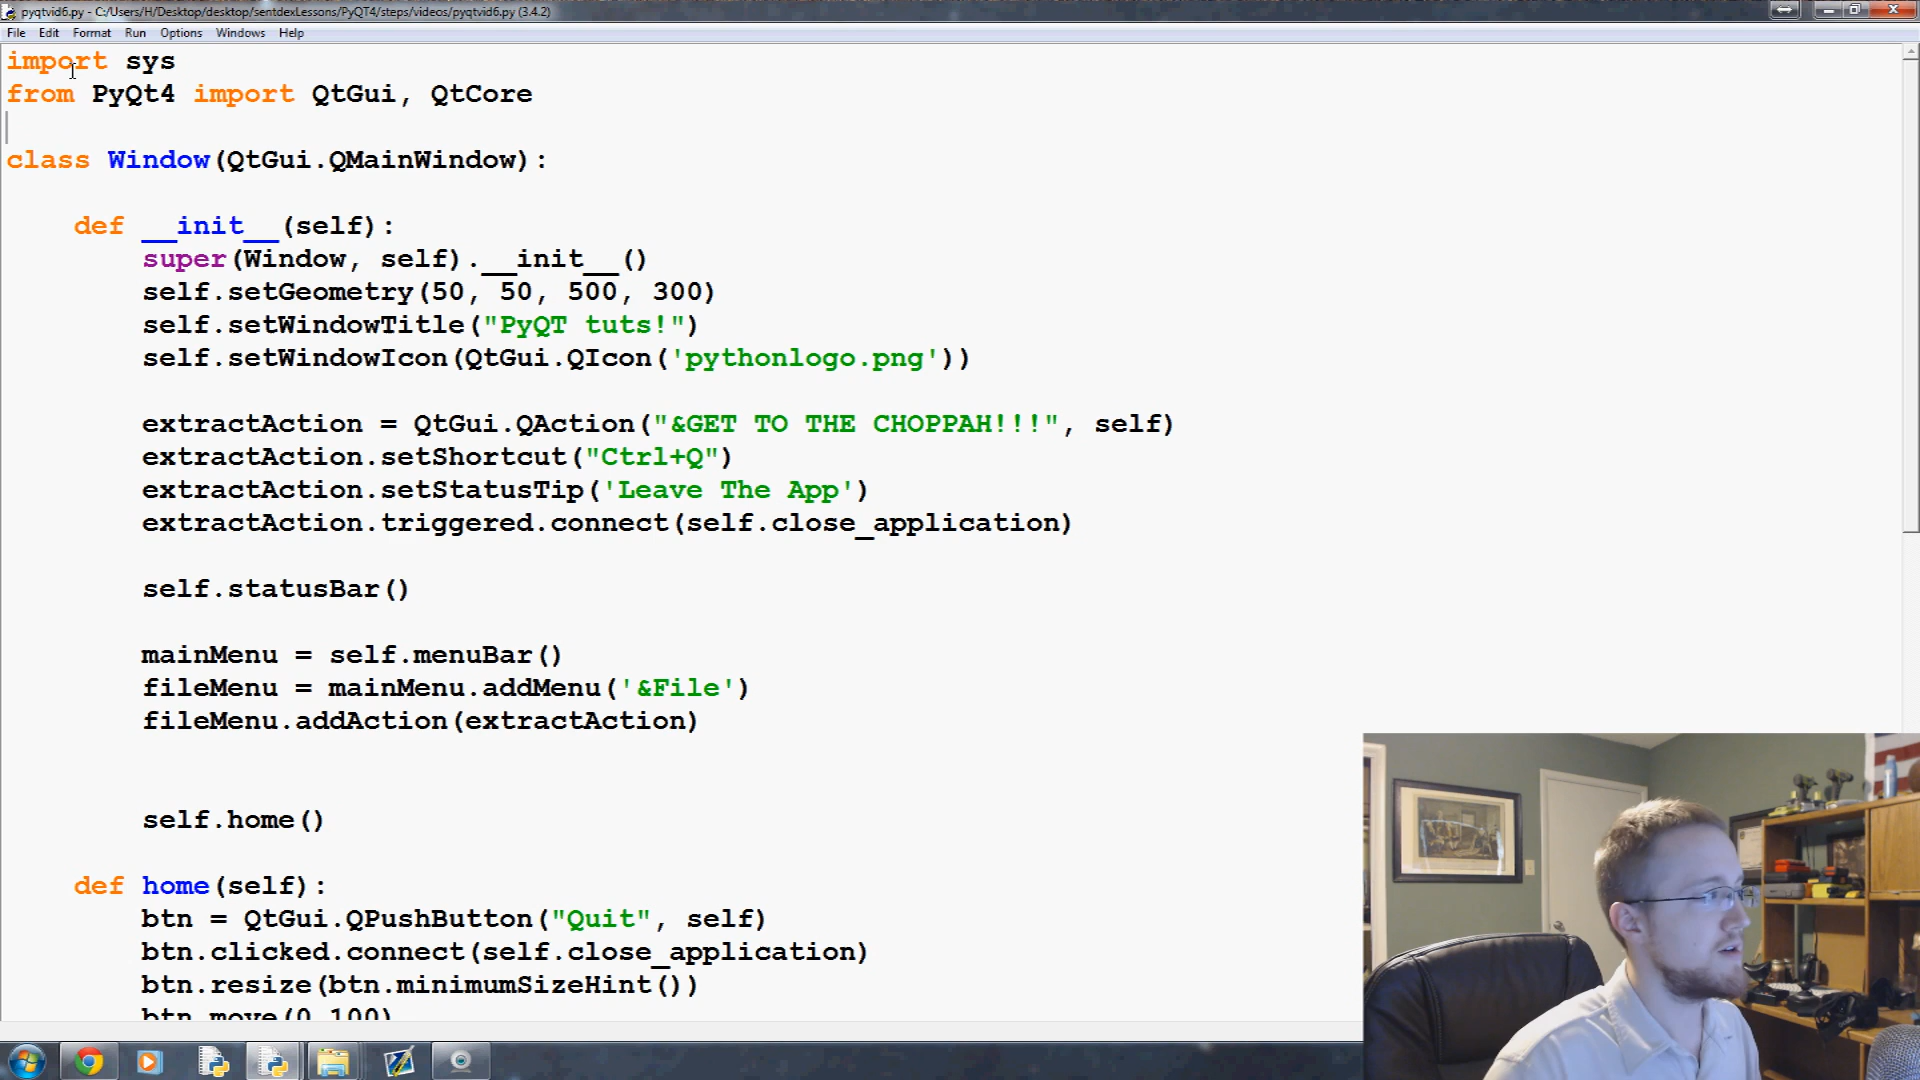 pyqtvid6.py - C:/Users/H/Desktop/desktop/sentdexLessons/PyQT4/steps/videos/pyqtvid6.py (3.4.2)
File Edit Format Run Options Windows Help
import sys
from PyQt4 import QtGui, QtCore
class Window(QtGui.QMainWindow):
def __init__(self):
super(Window, self).__init__()
self.setGeometry(50, 50, 500, 300)
self.setWindowTitle("PyQT tuts!")
self.setWindowIcon(QtGui.QIcon('pythonlogo.png'))
extractAction = QtGui.QAction("&GET TO THE CHOPPAH!!!", self)
extractAction.setShortcut("Ctrl+Q")
extractAction.setStatusTip('Leave The App')
extractAction.triggered.connect(self.close_application)
self.statusBar()
mainMenu = self.menuBar()
fileMenu = mainMenu.addMenu('&File')
fileMenu.addAction(extractAction)
self.home()
def home(self):
btn = QtGui.QPushButton("Quit", self)
btn.clicked.connect(self.close_application)
btn.resize(btn.minimumSizeHint())
btn.move(0,100)